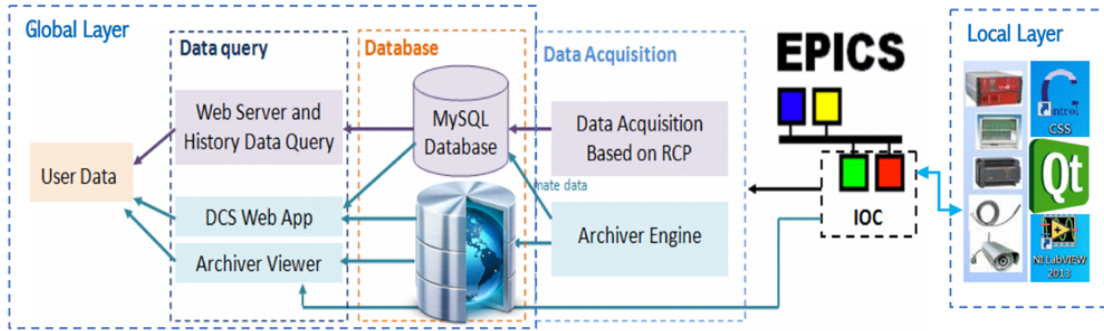 Global Layer
Data query
Database
Data Acquisition
EPICS
Local Layer
Web Server and
History Data Query
MySQL
Database
Data Acquisition
Based on RCP
User Data
mate data
DCS Web App
Archiver Viewer
Archiver Engine
IOC
CSS
Qt
NI LabVIEW
2013